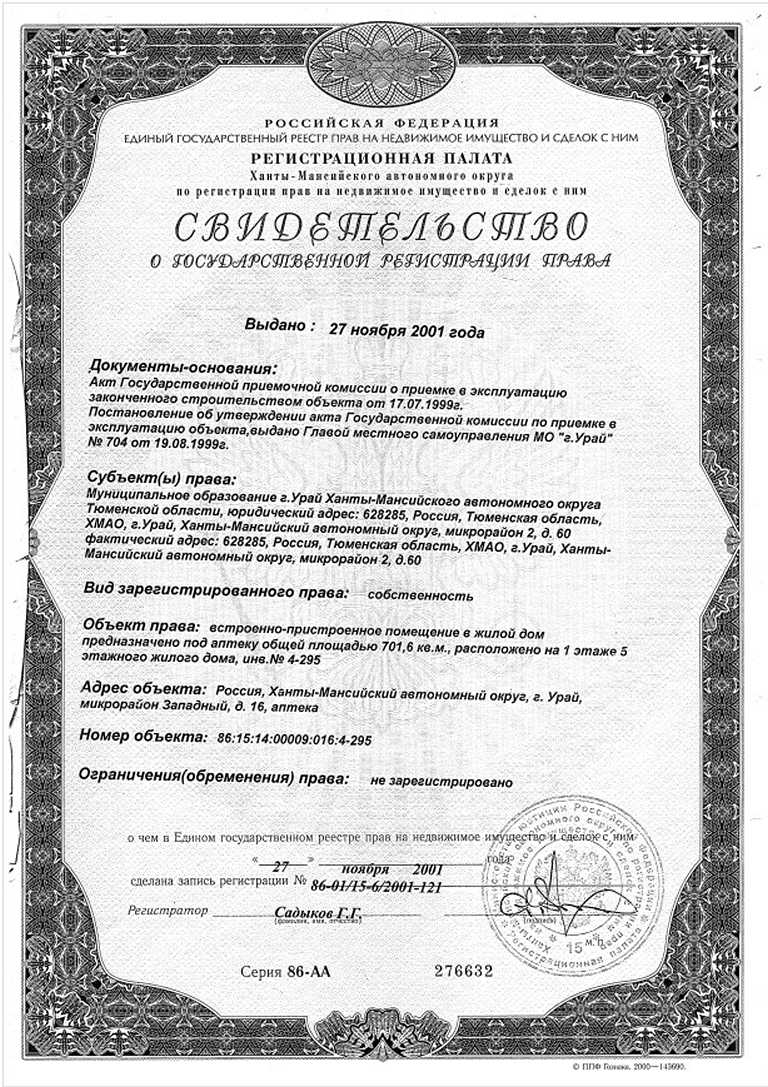 РОССИЙСКАЯ ФЕДЕРАЦИЯ
ЕДИНЫЙ ГОСУДАРСТВЕННЫЙ РЕЕСТР ПРАВ НА НЕДВИЖИМОЕ ИМУЩЕСТВО И СДЕЛОК С НИМ
РЕГИСТРАЦИОННАЯ ПАЛАТА
Ханты-Мансийского автономного округа
по регистрации прав на недвижимое имущество и сделок с ним
СВИДЕТЕЛЬСТВО
О ГОСУДАРСТВЕННОЙ РЕГИСТРАЦИИ ПРАВА
Выдано : 27 ноября 2001 года
Документы-основания:
Акт Государственной приемочной комиссии о приемке в эксплуатацию
законченного строительством объекта от 17.07.1999г.
Постановление об утверждении акта Государственной комиссии по приемке в
эксплуатацию объекта,выдано Главой местного самоуправления МО "г.Урай"
№ 704 от 19.08.1999г.
Субъект(ы) права:
Муниципальное образование г.Урай Ханты-Мансийского автономного округа
Тюменской области, юридический адрес: 628285, Россия, Тюменская область,
ХМАО, г.Урай, Ханты-Мансийский автономный округ, микрорайон 2, д. 60
фактический адрес: 628285, Россия, Тюменская область, ХМАО, г.Урай, Ханты-
Мансийский автономный округ, микрорайон 2, д.60
Вид зарегистрированного права: собственность
Объект права: встроенно-пристроенное помещение в жилой дом
предназначено под аптеку общей площадью 701,6 кв.м., расположено на 1 этаже 5
этажного жилого дома, инв.№ 4-295
Адрес объекта: Россия, Ханты-Мансийский автономный округ, г. Урай,
микрорайон Западный, д. 16, аптека
Номер объекта: 86:15:14:00009:016:4-295
Ограничения(обременения) права: не зарегистрировано
о чем в Едином государственном реестре прав на недвижимое имущество и сделок с ним
« 27 » ноября 2001 года
сделана запись регистрации № 86-01/15-6/2001-121
Регистратор Садыков Г.Г.
(фамилия, имя, отчество) (подпись)
М. П.
15
Серия 86-АА 276632
© ППФ Гознака. 2000—145690.